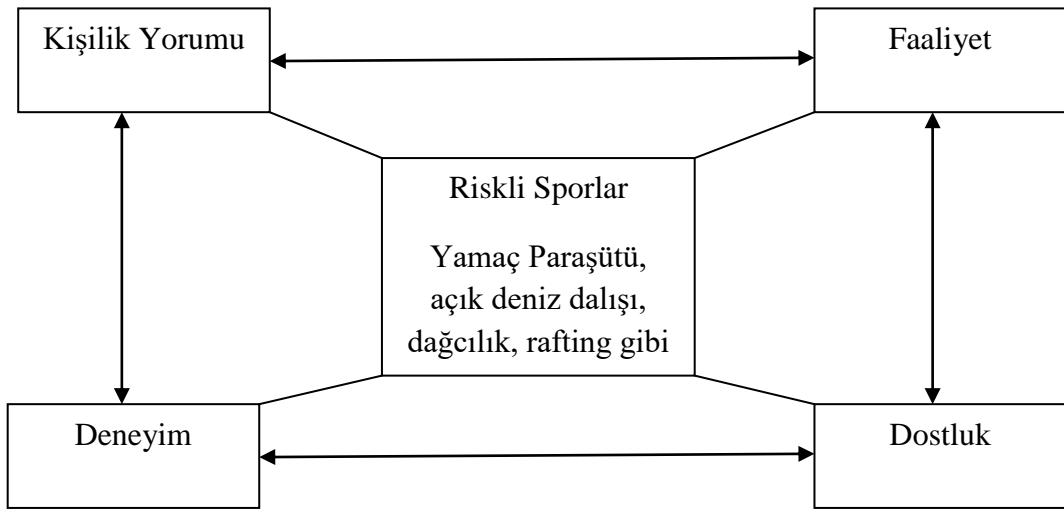 Kişilik Yorumu
Faaliyet
Riskli Sporlar
Yamaç Paraşütü,
açık deniz dalışı,
dağcılık, rafting gibi
Deneyim
Dostluk